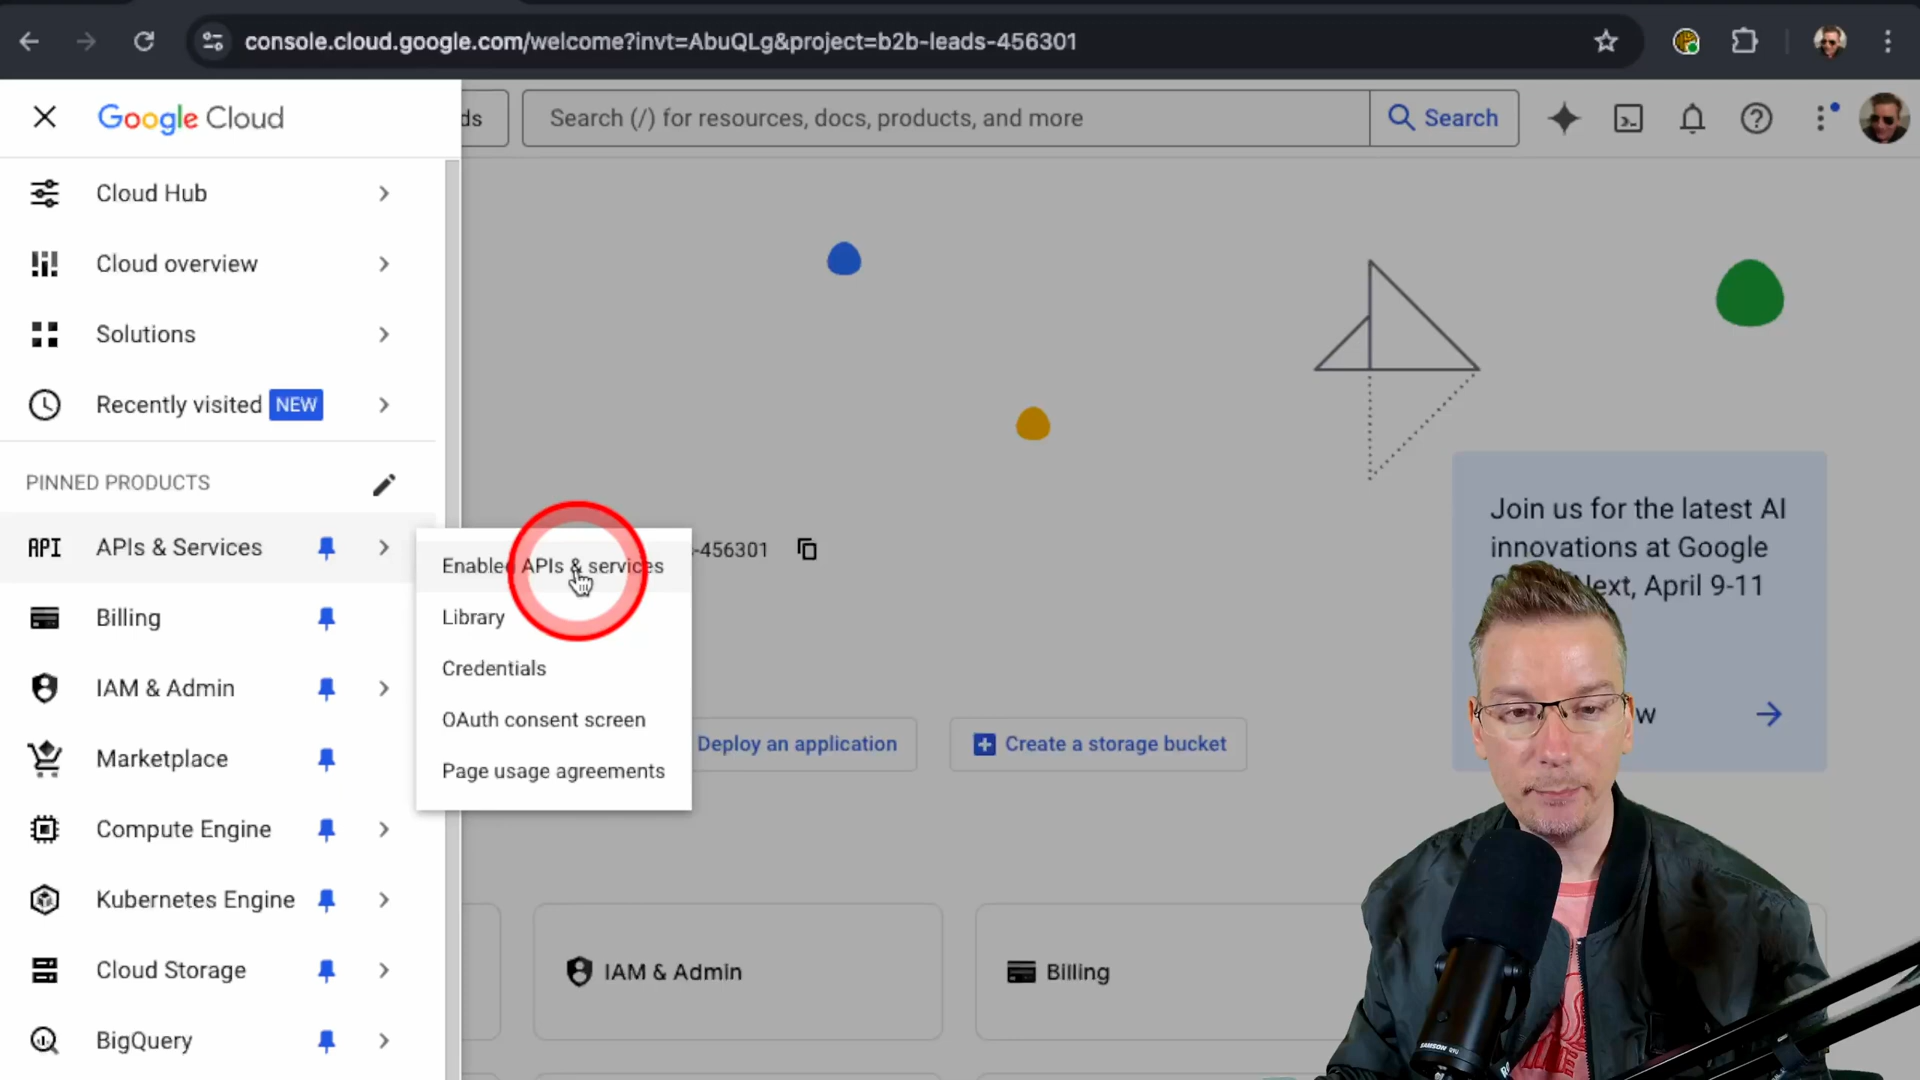 console.cloud.google.com/welcome?invt=AbuQLg&project=b2b-leads-456301
Google Cloud
ds
Search (/) for resources, docs, products, and more
Search
Cloud Hub
Cloud overview
Solutions
Recently visited NEW
PINNED PRODUCTS
API APIs & Services
Billing
IAM & Admin
Marketplace
Compute Engine
Kubernetes Engine
Cloud Storage
BigQuery
Enabled APIs & services
Library
Credentials
OAuth consent screen
Page usage agreements
-456301
Deploy an application
Create a storage bucket
IAM & Admin
Billing
Join us for the latest AI
innovations at Google
Next, April 9-11
w
SAMSON